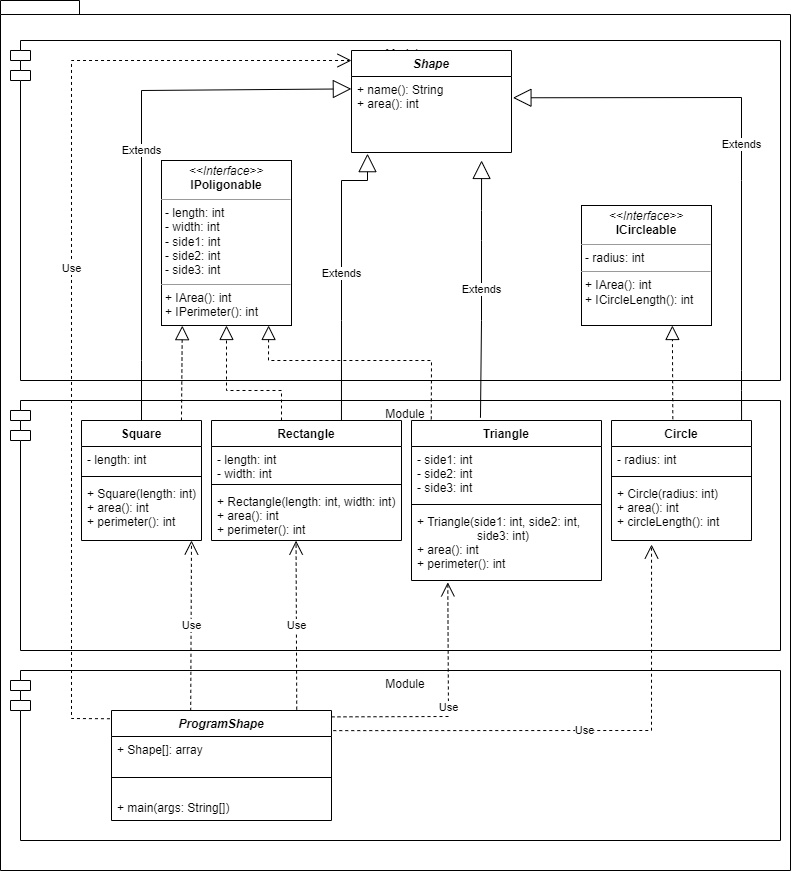 Shape
+ name(): String
+ area(): int
Extends
Extends
<<Interface>>
IPoligonable
- length: int
- width: int
- side1: int
- side2: int
- side3: int
+ IArea(): int
+ IPerimeter(): int
<<Interface>>
ICircleable
- radius: int
+ IArea(): int
+ ICircleLength(): int
Use
Extends
Extends
Module
Square
- length: int
+ Square(length: int)
+ area(): int
+ perimeter(): int
Rectangle
- length: int
- width: int
+ Rectangle(length: int, width: int)
+ area(): int
+ perimeter(): int
Triangle
- side1: int
- side2: int
- side3: int
+ Triangle(side1: int, side2: int,
side3: int)
+ area(): int
+ perimeter(): int
Circle
- radius: int
+ Circle(radius: int)
+ area(): int
+ circleLength(): int
Use
Use
Module
Use
Use
ProgramShape
+ Shape[]: array
+ main(args: String[])